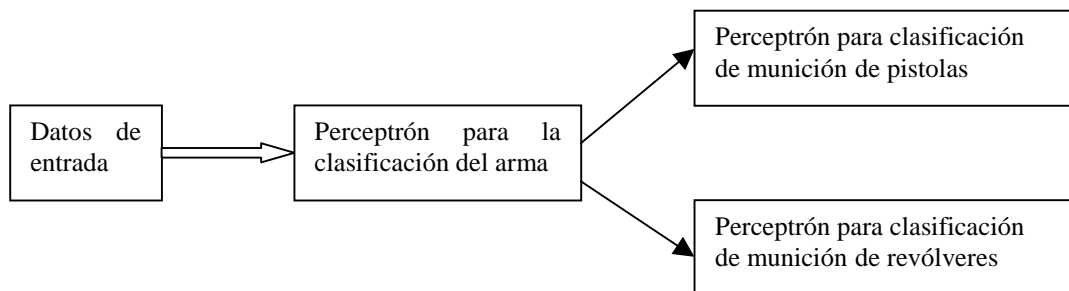 Datos de
entrada
Perceptrón para la
clasificación del arma
Perceptrón para clasificación
de munición de pistolas
Perceptrón para clasificación
de munición de revólveres